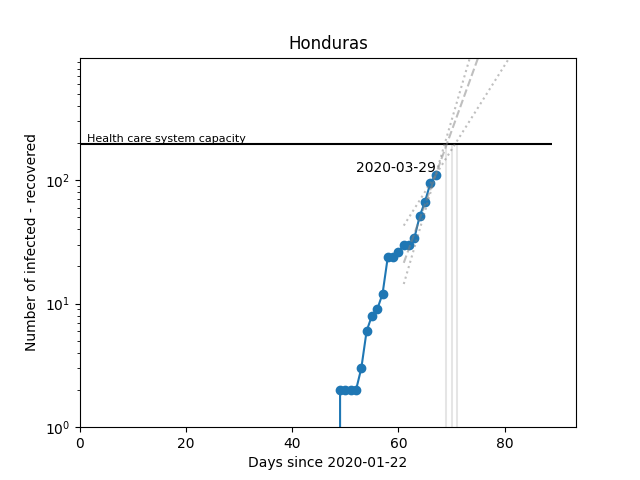 Honduras
Number of infected - recovered
10²
10¹
10⁰
Health care system capacity
2020-03-29
0 20 40 60 80
Days since 2020-01-22